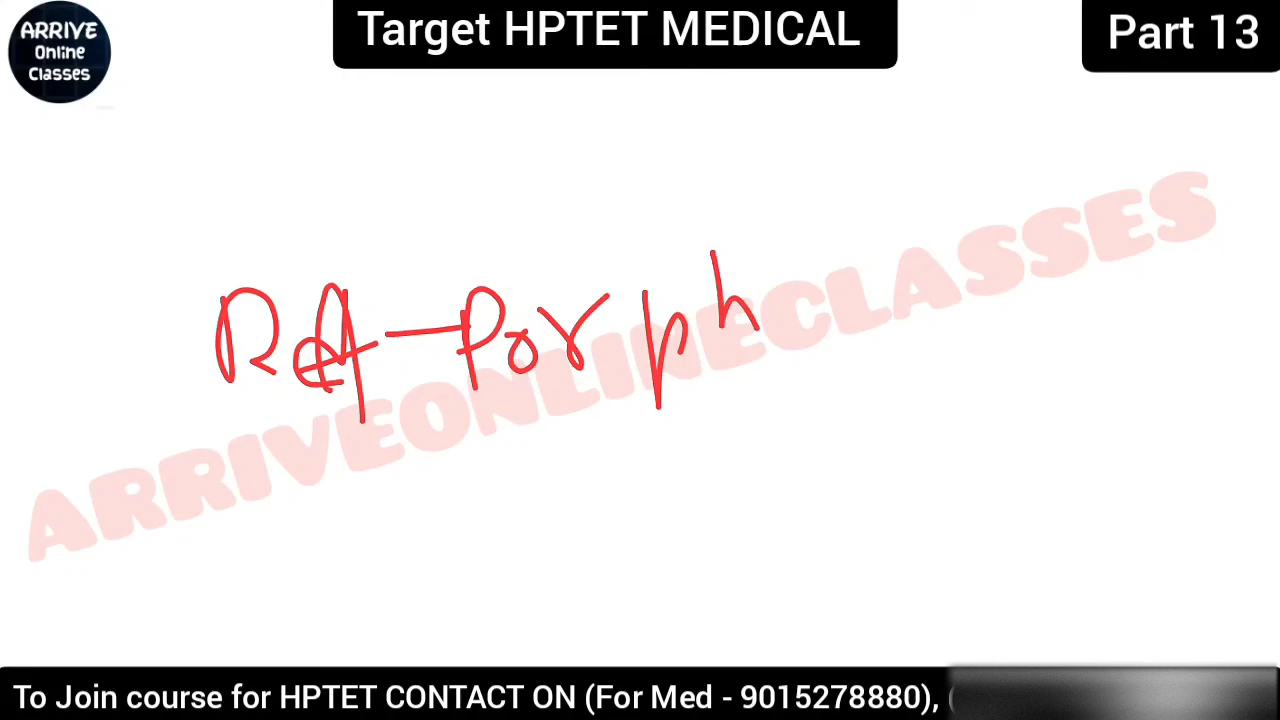 ARRIVE
Online
Classes
Target HPTET MEDICAL
Part 13
Porph
ARRIVEONLINECLASSES
To Join course for HPTET CONTACT ON (For Med - 9015278880), (